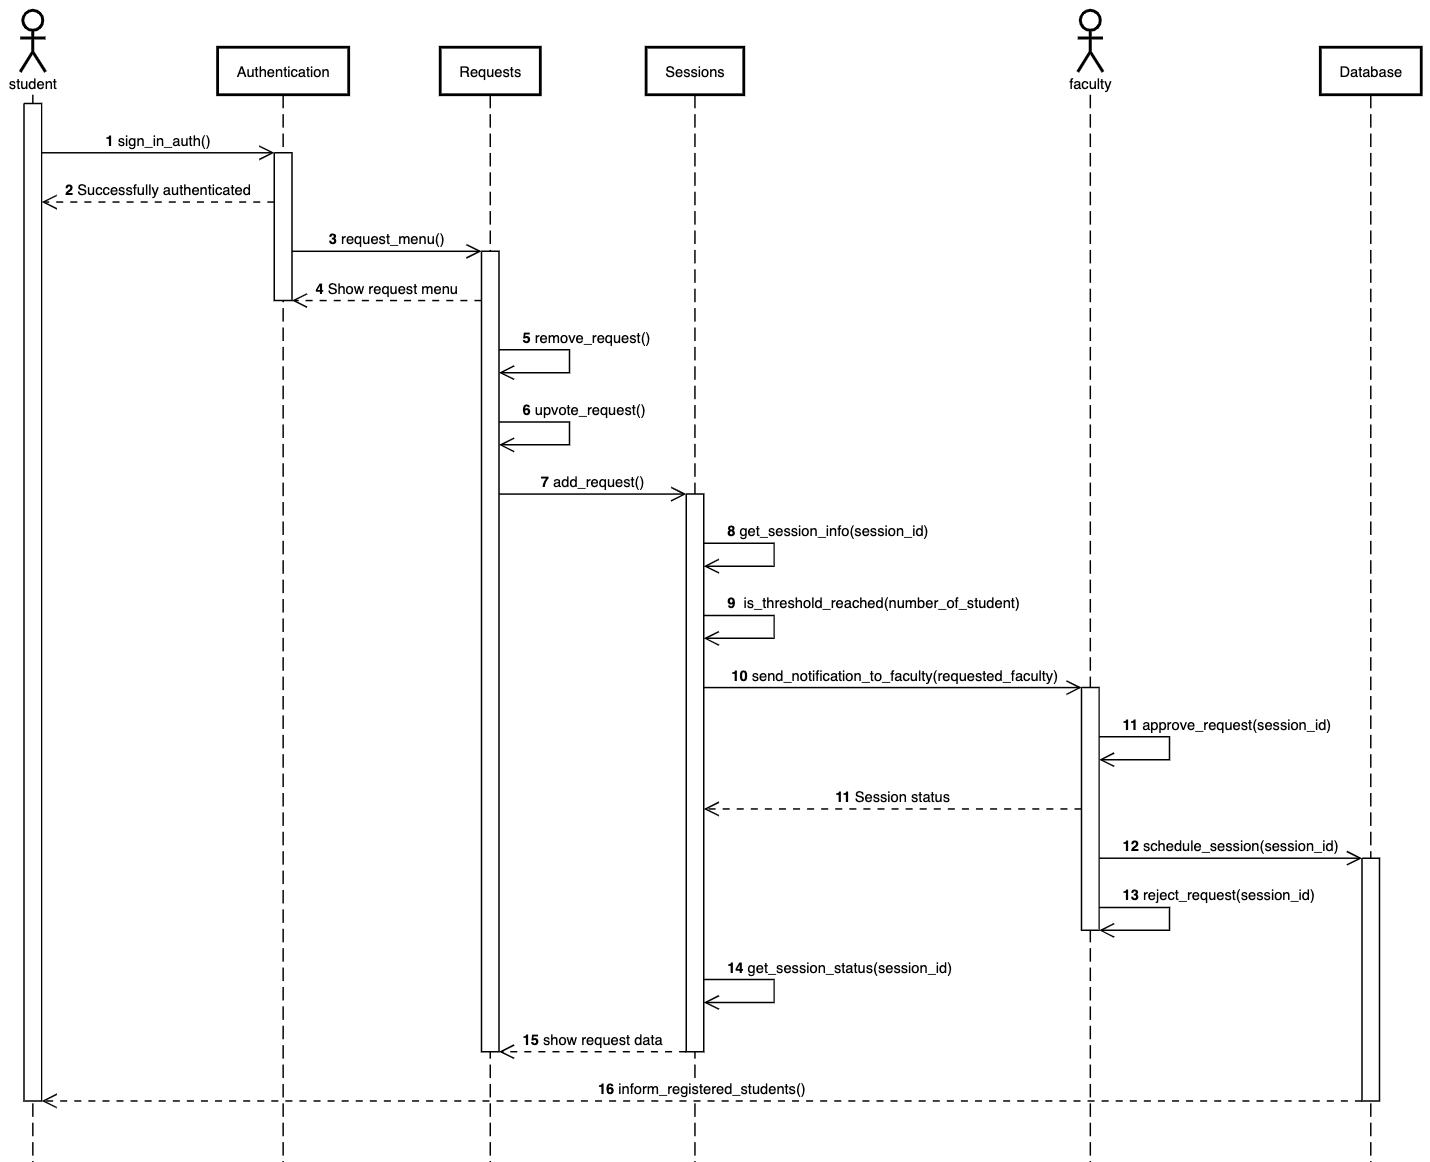 student
Authentication
Requests
Sessions
faculty
Database
1 sign_in_auth()
2 Successfully authenticated
3 request_menu()
4 Show request menu
5 remove_request()
6 upvote_request()
7 add_request()
8 get_session_info(session_id)
9 is_threshold_reached(number_of_student)
10 send_notification_to_faculty(requested_faculty)
11 approve_request(session_id)
11 Session status
12 schedule_session(session_id)
13 reject_request(session_id)
14 get_session_status(session_id)
15 show request data
16 inform_registered_students()